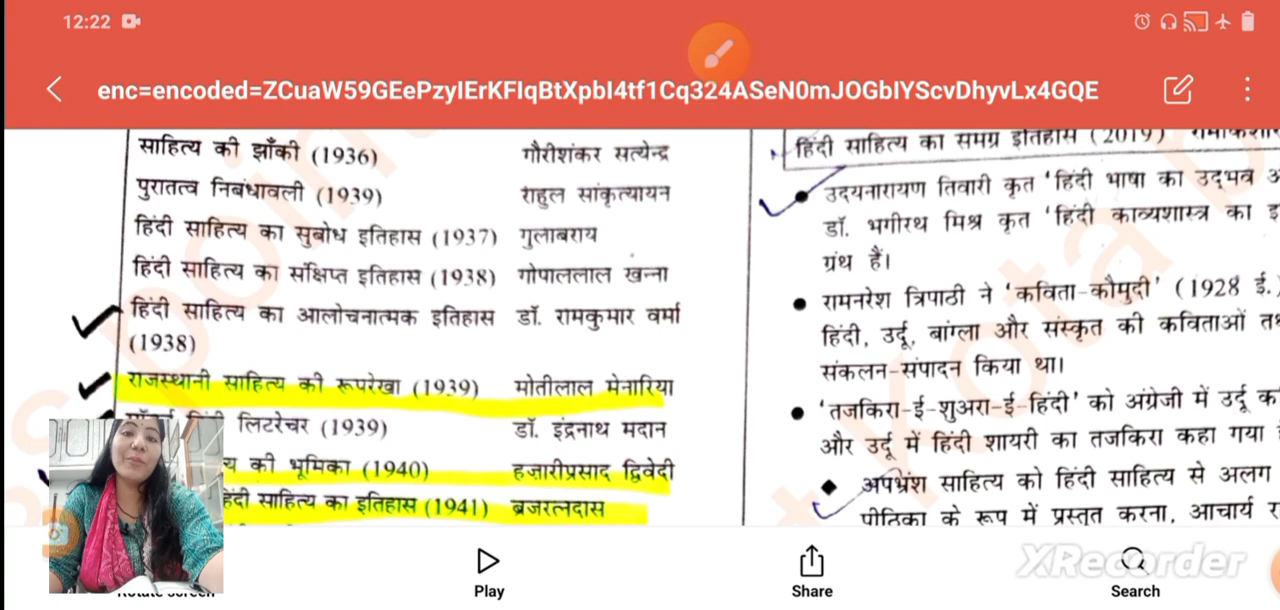 12:22
enc=encoded=ZCuaW59GEePzyIErKFIqBtXpbI4tf1Cq324ASeN0mJOGbIYScvDhyvLx4GQE
साहित्य की झाँकी (1936) गौरीशंकर सत्येन्द्र
पुरातत्व निबंधावली (1939) राहुल सांकृत्यायन
हिंदी साहित्य का सुबोध इतिहास (1937) गुलाबराय
हिंदी साहित्य का संक्षिप्त इतिहास (1938) गोपाललाल खन्ना
हिंदी साहित्य का आलोचनात्मक इतिहास डॉ. रामकुमार वर्मा
(1938)
राजस्थानी साहित्य की रूपरेखा (1939) मोतीलाल मेनारिया
लिटरेचर (1939) डॉ. इंद्रनाथ मदान
की भूमिका (1940) हज़ारीप्रसाद द्विवेदी
हिंदी साहित्य का इतिहास (1941) ब्रजरत्नदास
हिंदी साहित्य का समग्र इतिहास (2019)
● उदयनारायण तिवारी कृत 'हिंदी भाषा का उद्भव
डॉ. भगीरथ मिश्र कृत 'हिंदी काव्यशास्त्र का
ग्रंथ हैं।
● रामनरेश त्रिपाठी ने 'कविता-कौमुदी' (1928 ई.)
हिंदी, उर्दू, बांग्ला और संस्कृत की कविताओं
संकलन-संपादन किया था।
● 'तजकिरा-ई-शुअरा-ई-हिंदी' को अंग्रेजी में उर्दू
और उर्दू में हिंदी शायरी का तजकिरा कहा गया
◆ अपभ्रंश साहित्य को हिंदी साहित्य से अलग
पीठिका के रूप में प्रस्तुत करना, आचार्य
Play
Share
Search
XRecorder